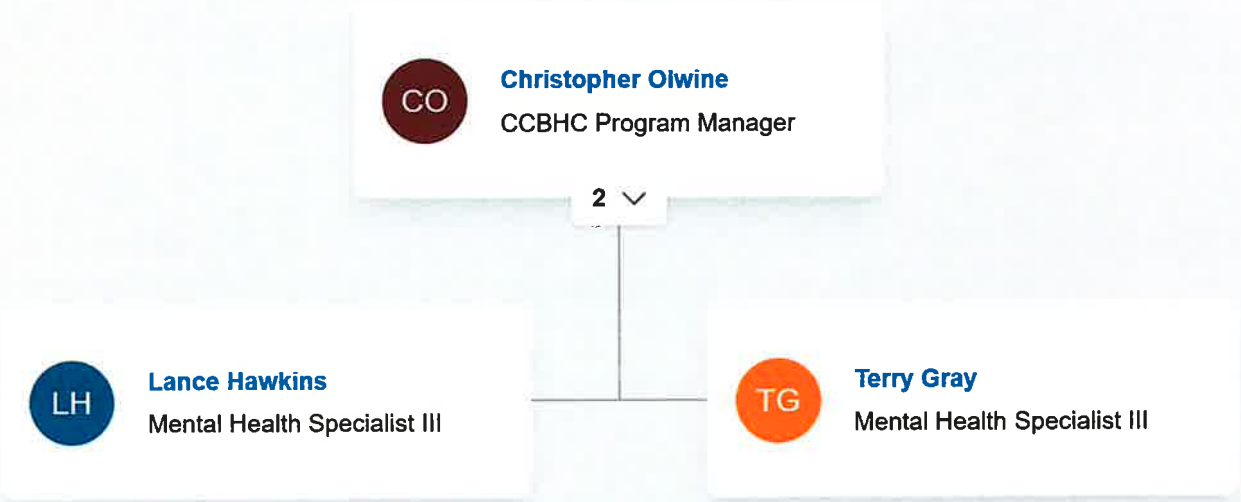 CO
Christopher Olwine
CCBHC Program Manager
2
LH
Lance Hawkins
Mental Health Specialist III
TG
Terry Gray
Mental Health Specialist III